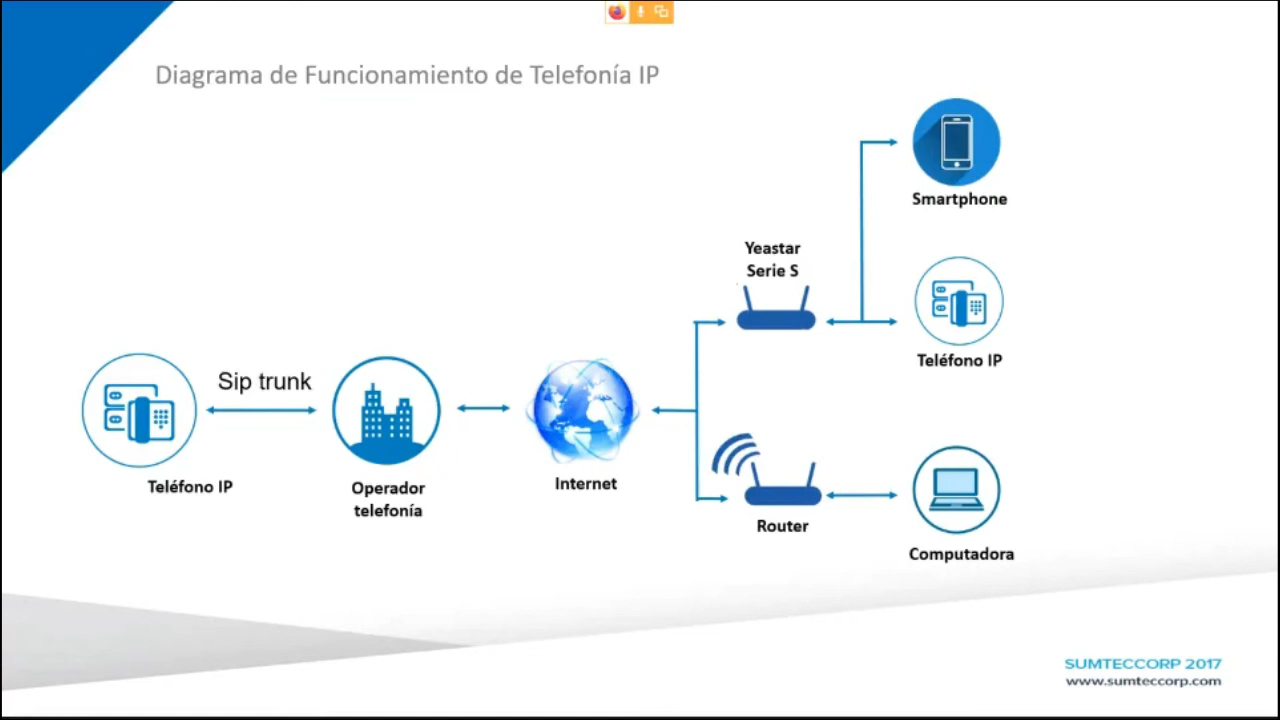 Diagrama de Funcionamiento de Telefonía IP
Smartphone
Yeastar
Serie S
Teléfono IP
Sip trunk
Teléfono IP
Operador
telefonía
Internet
Router
Computadora
SUMTECCORP 2017
www.sumteccorp.com